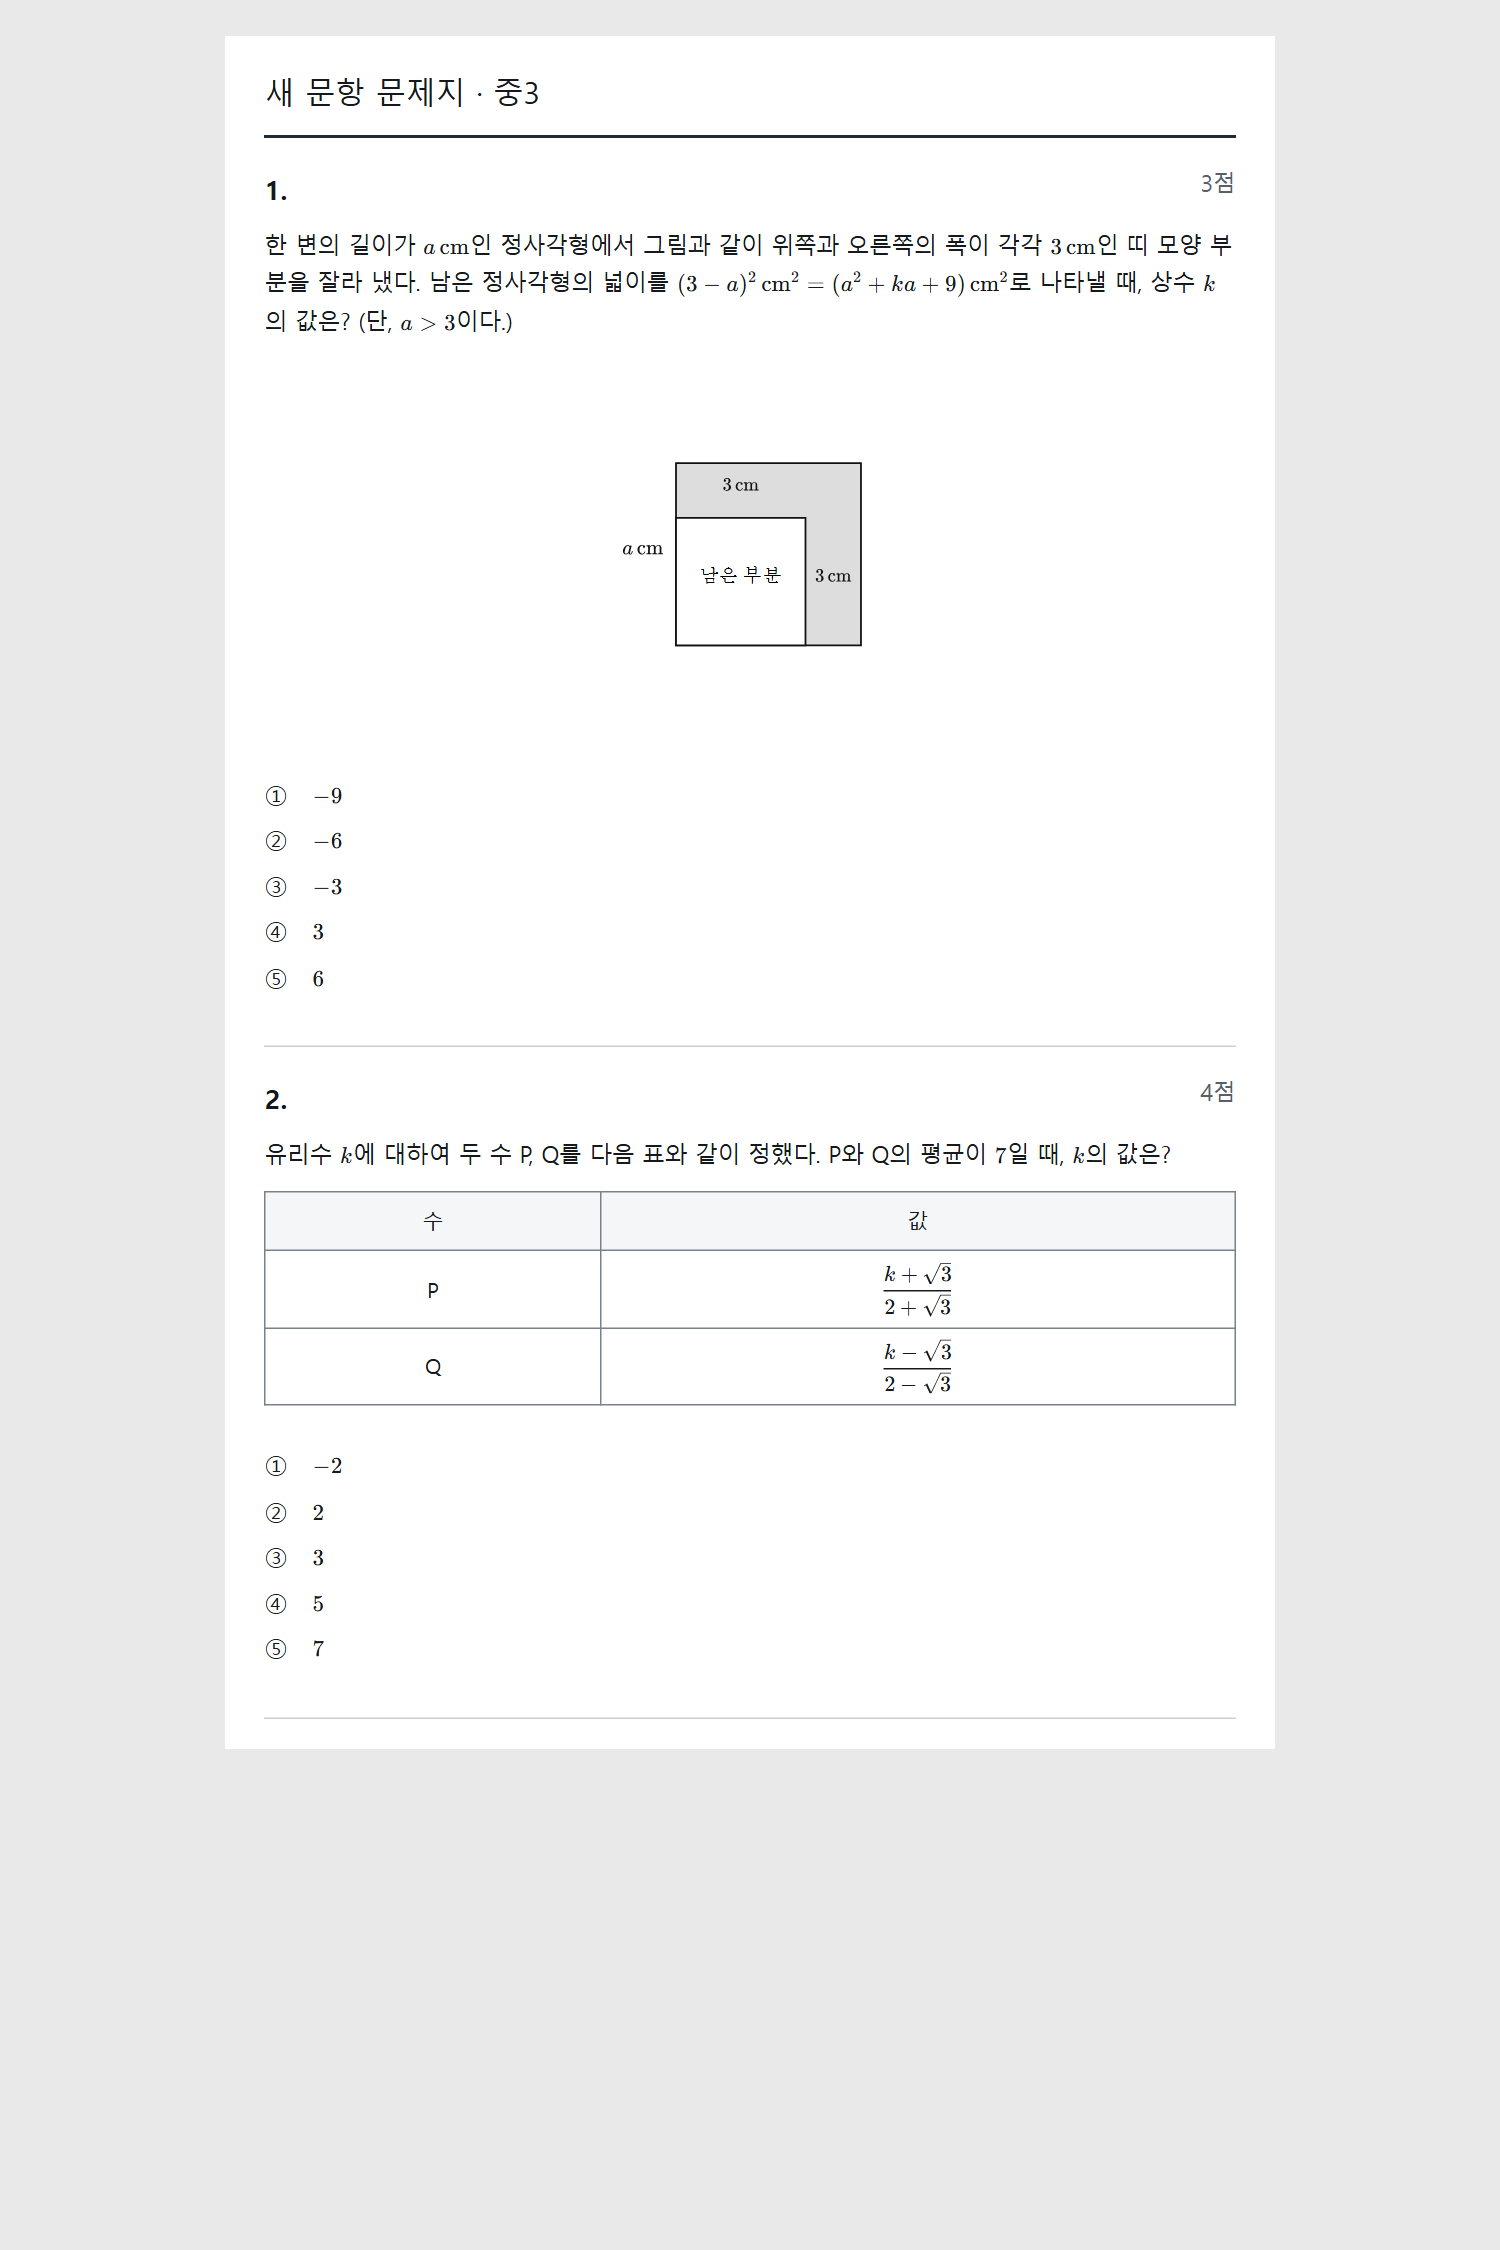 새 문항 문제지 · 중3
1.
3점
한 변의 길이가 a cm인 정사각형에서 그림과 같이 위쪽과 오른쪽의 폭이 각각 3 cm인 띠 모양 부
분을 잘라 냈다. 남은 정사각형의 넓이를 (3 − a)² cm² = (a² + ka + 9) cm²로 나타낼 때, 상수 k
의 값은? (단, a > 3이다.)
3 cm
a cm
남은 부분
3 cm
① −9
② −6
③ −3
④ 3
⑤ 6
2.
4점
유리수 k에 대하여 두 수 P, Q를 다음 표와 같이 정했다. P와 Q의 평균이 7일 때, k의 값은?
수 값
P (k + √3)/(2 + √3)
Q (k − √3)/(2 − √3)
① −2
② 2
③ 3
④ 5
⑤ 7